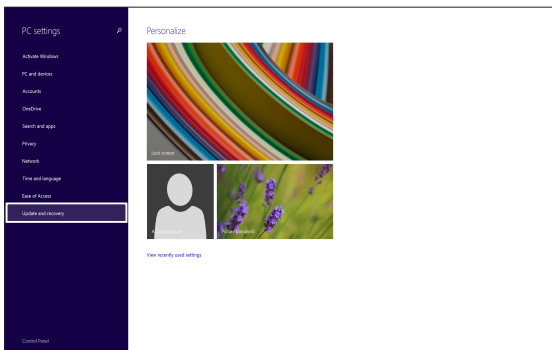 PC settings
Activate Windows
PC and devices
Accounts
OneDrive
Search and apps
Privacy
Network
Time and language
Ease of Access
Update and recovery
Control Panel
Personalize
Lock screen
Account picture
Picture password
View recently used settings